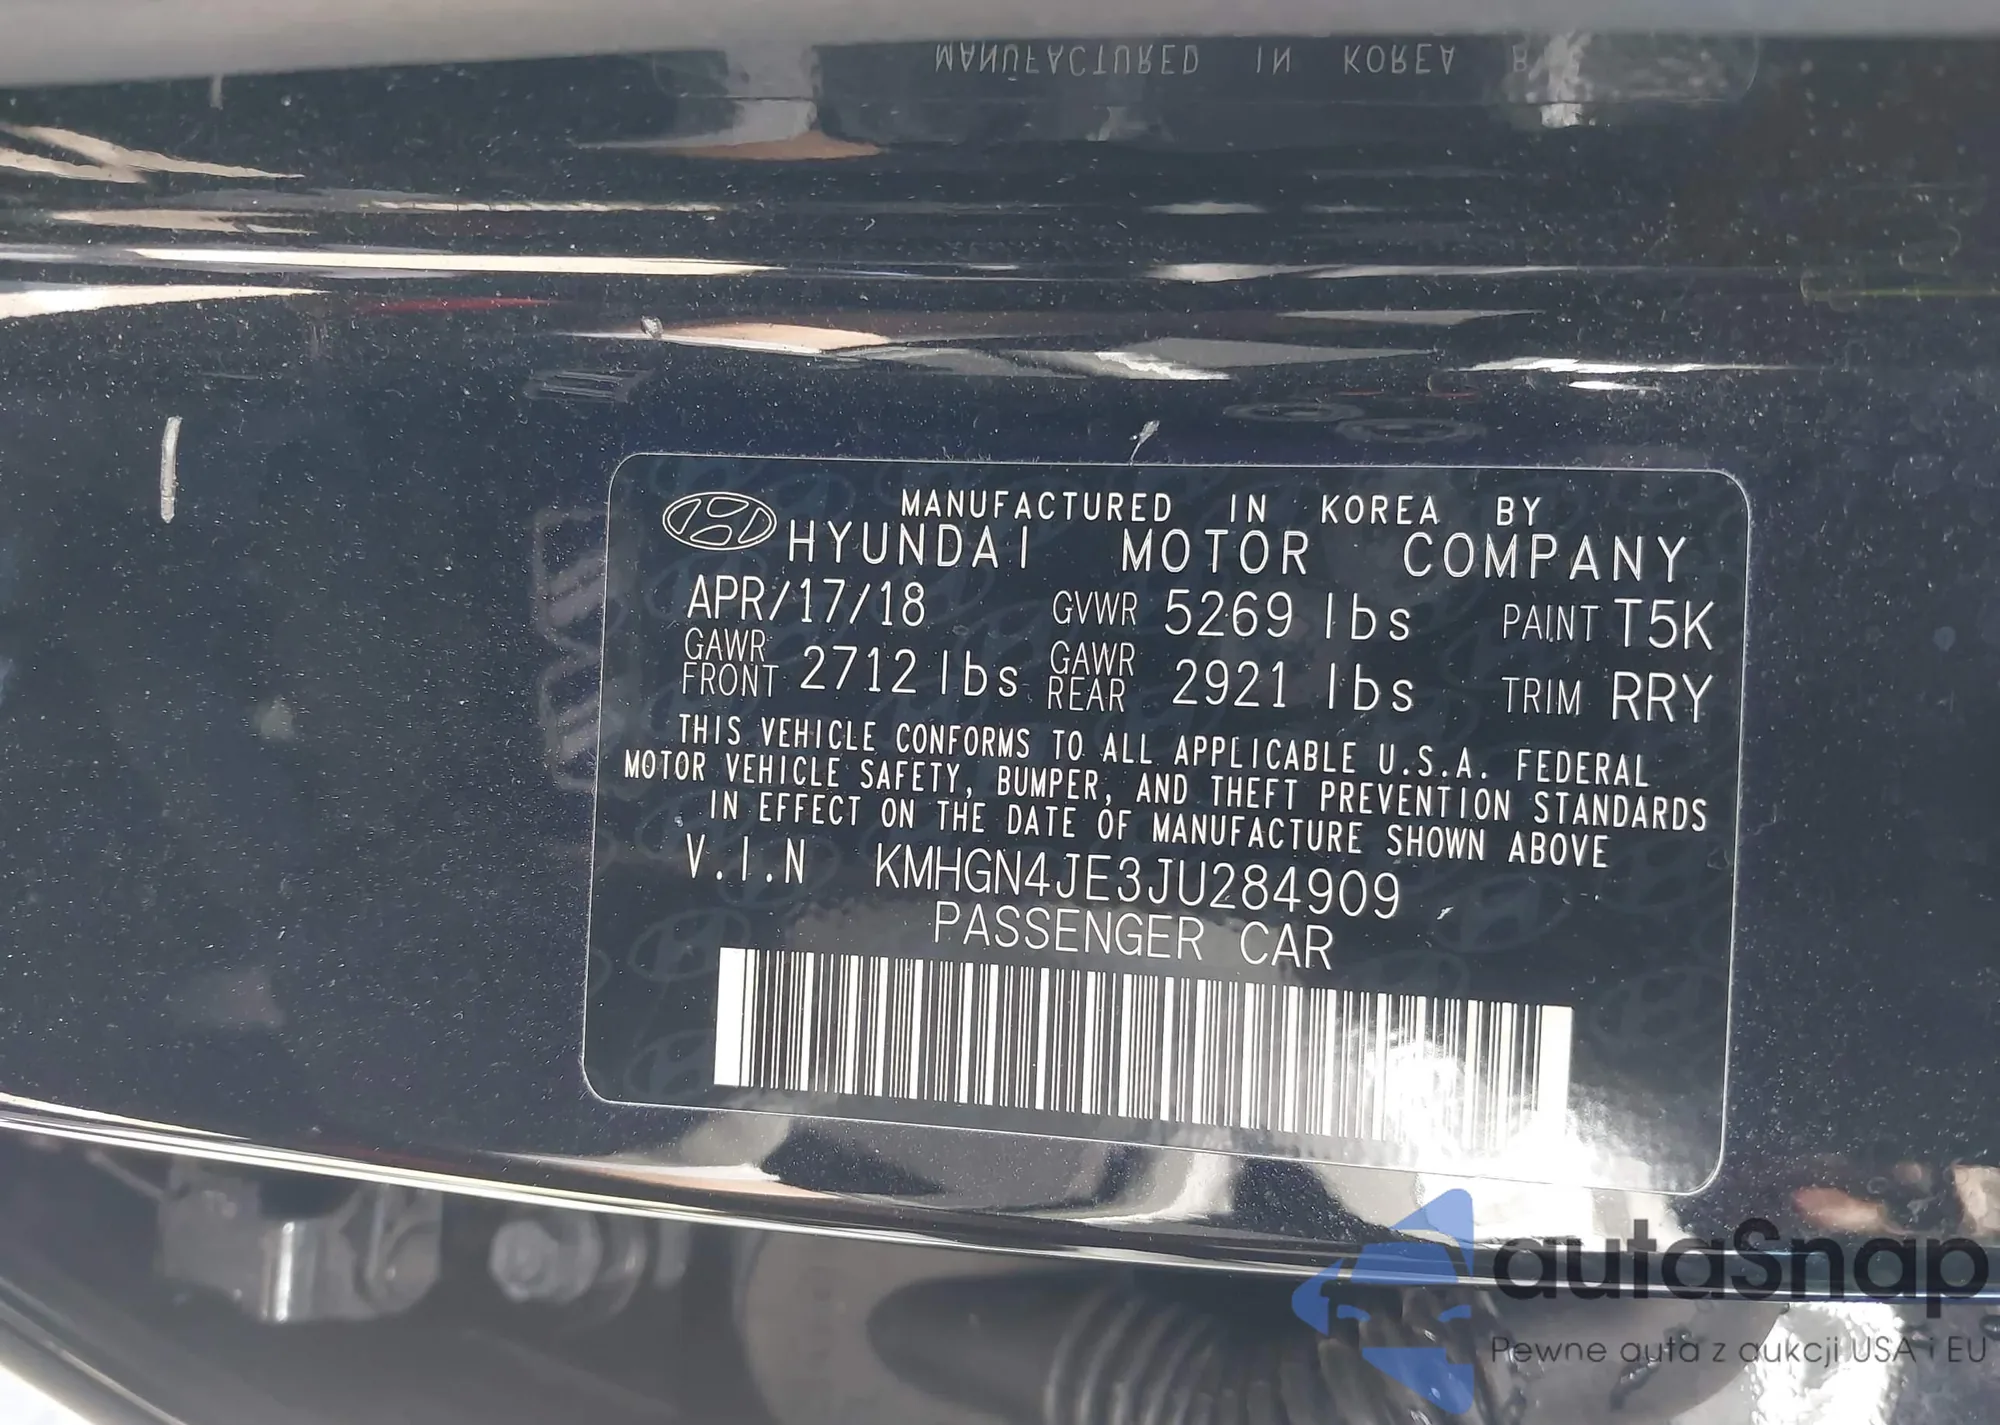 MANUFACTURED IN KOREA B
MANUFACTURED IN KOREA BY
HYUNDAI MOTOR COMPANY
APR/17/18 GVWR 5269 lbs PAINT T5K
GAWR FRONT 2712 lbs GAWR REAR 2921 lbs TRIM RRY
THIS VEHICLE CONFORMS TO ALL APPLICABLE U.S.A. FEDERAL
MOTOR VEHICLE SAFETY, BUMPER, AND THEFT PREVENTION STANDARDS
IN EFFECT ON THE DATE OF MANUFACTURE SHOWN ABOVE
V.I.N KMHGN4JE3JU284909
PASSENGER CAR
autaSnap
Pewne auta z aukcji USA i EU